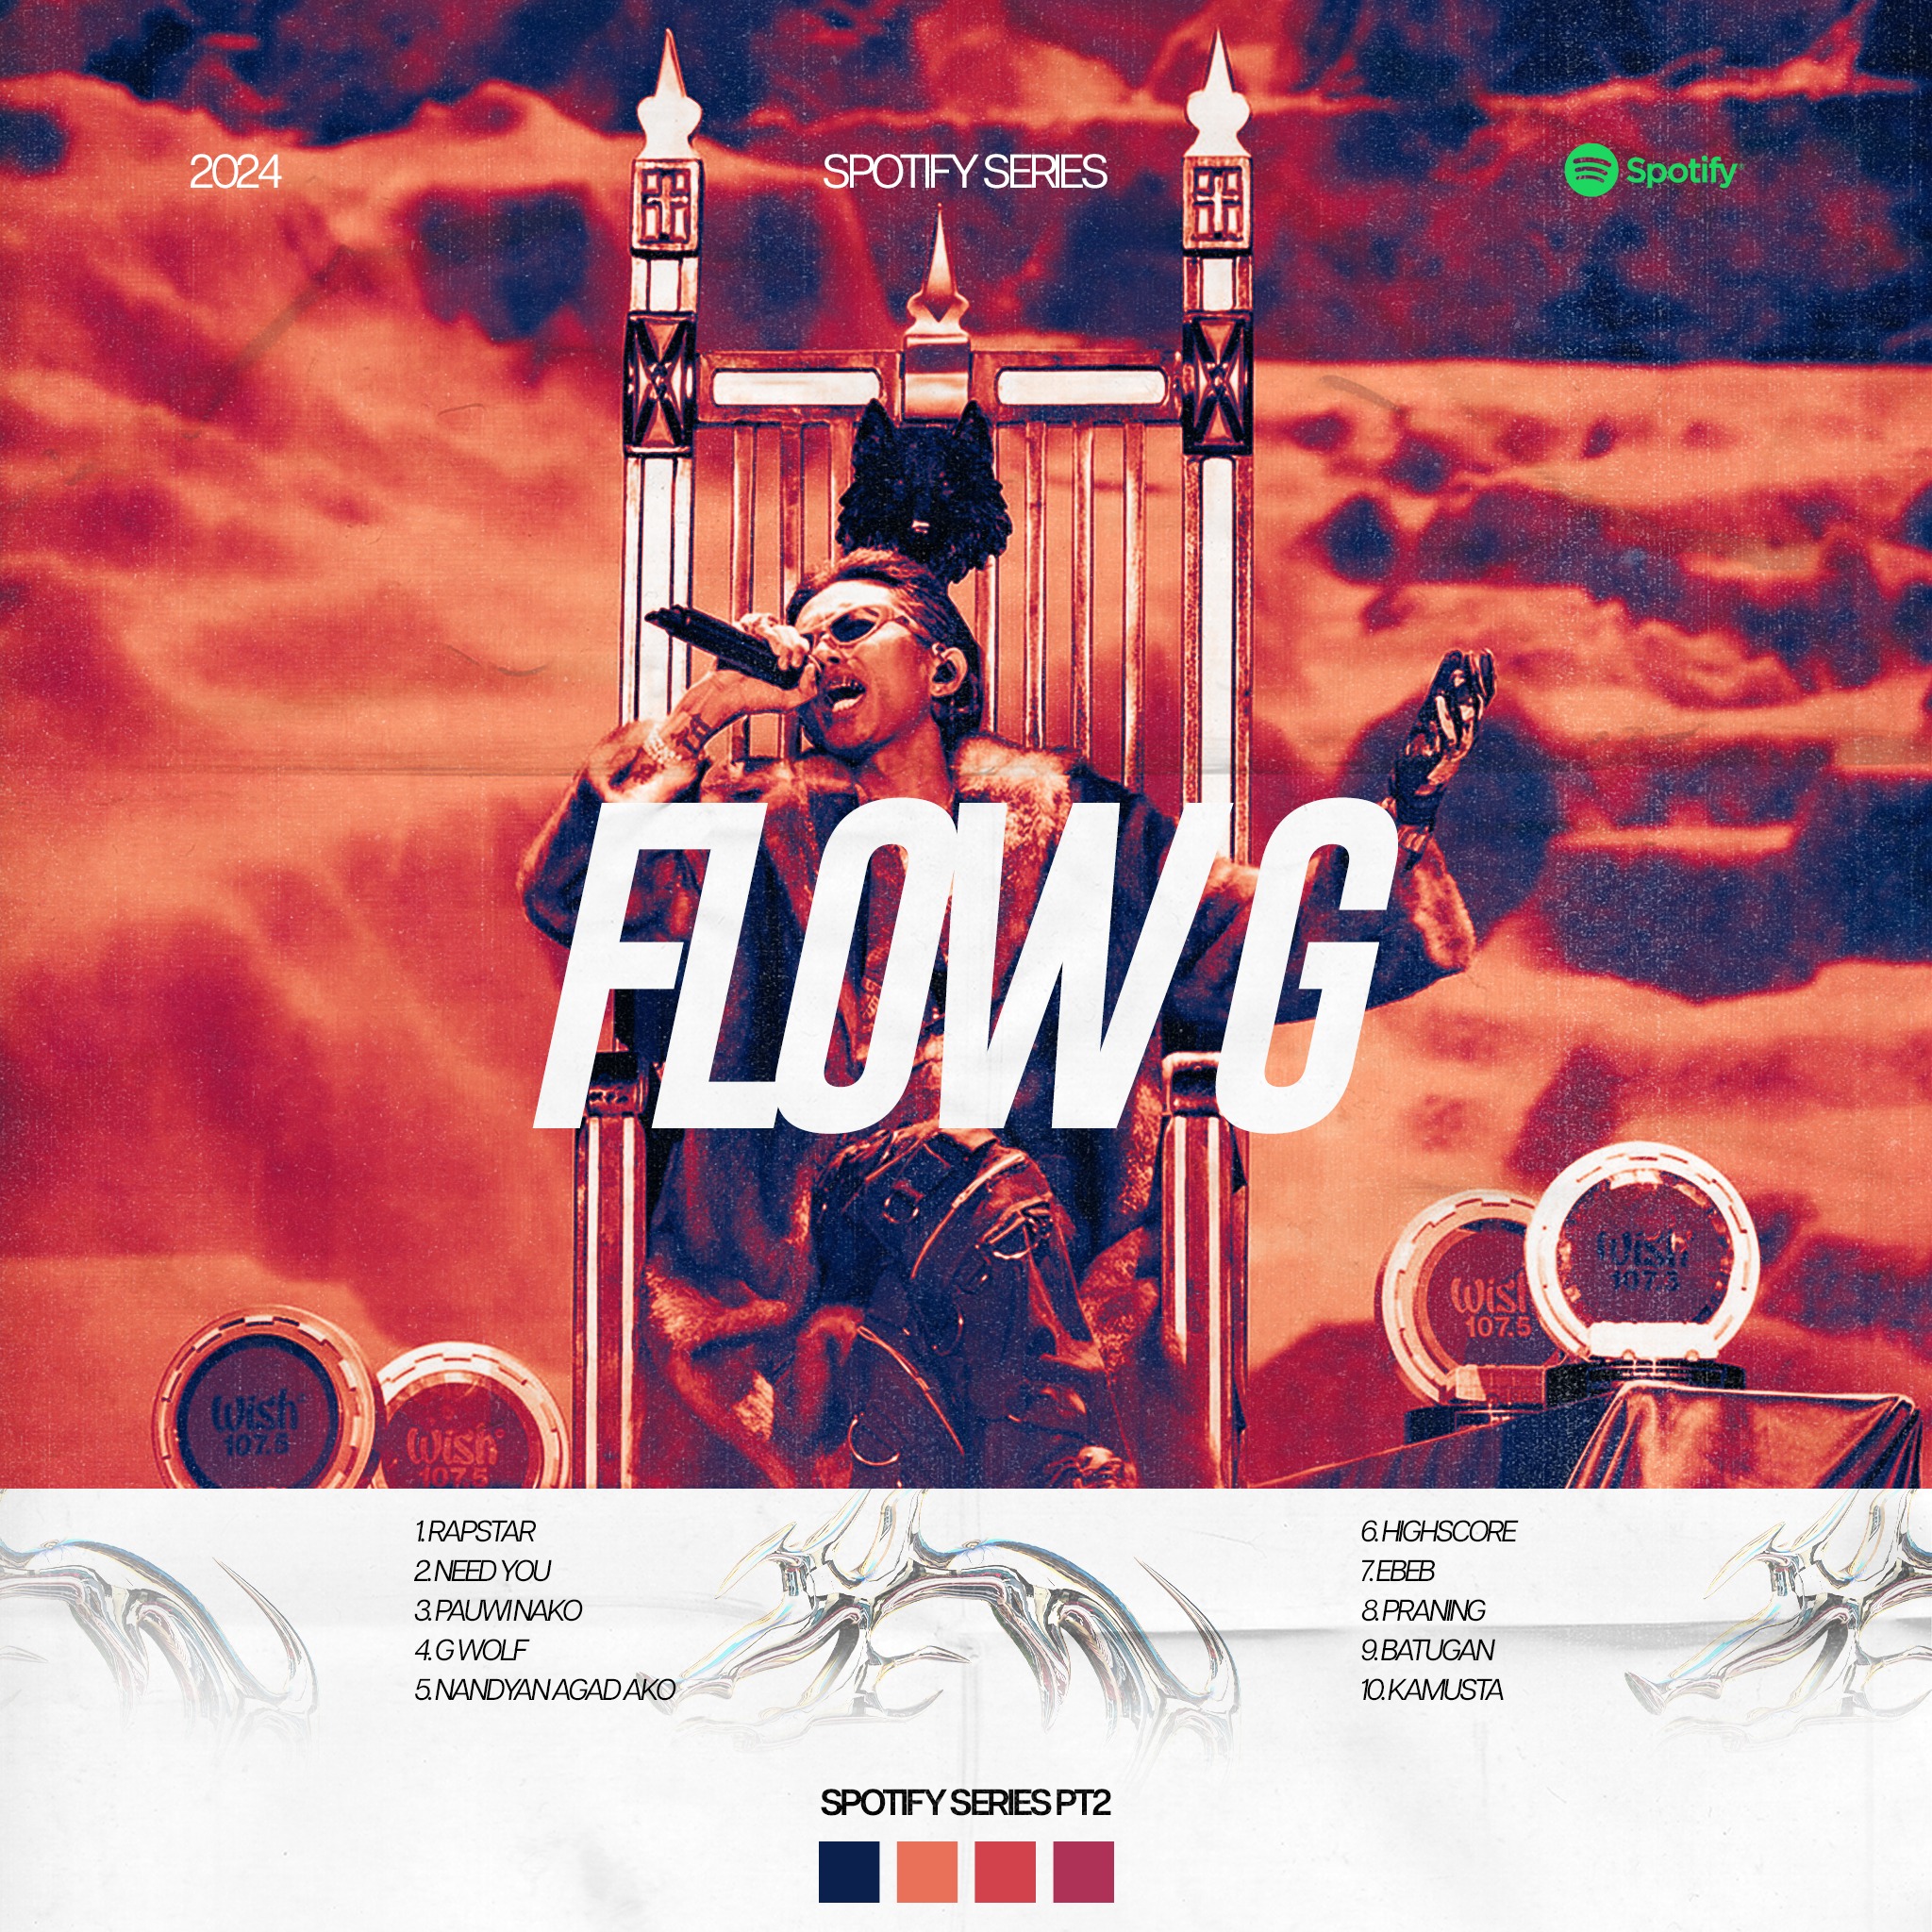 2024
SPOTIFY SERIES
Spotify
FLOW G
Wish
107.5
Wish
107.5
Wish
107.5
Wish
107.5
1. RAPSTAR
2. NEED YOU
3. PAUWI NAKO
4. G WOLF
5. NANDYAN AGAD AKO
6. HIGHSCORE
7. EBEB
8. PRANING
9. BATUGAN
10. KAMUSTA
SPOTIFY SERIES PT2